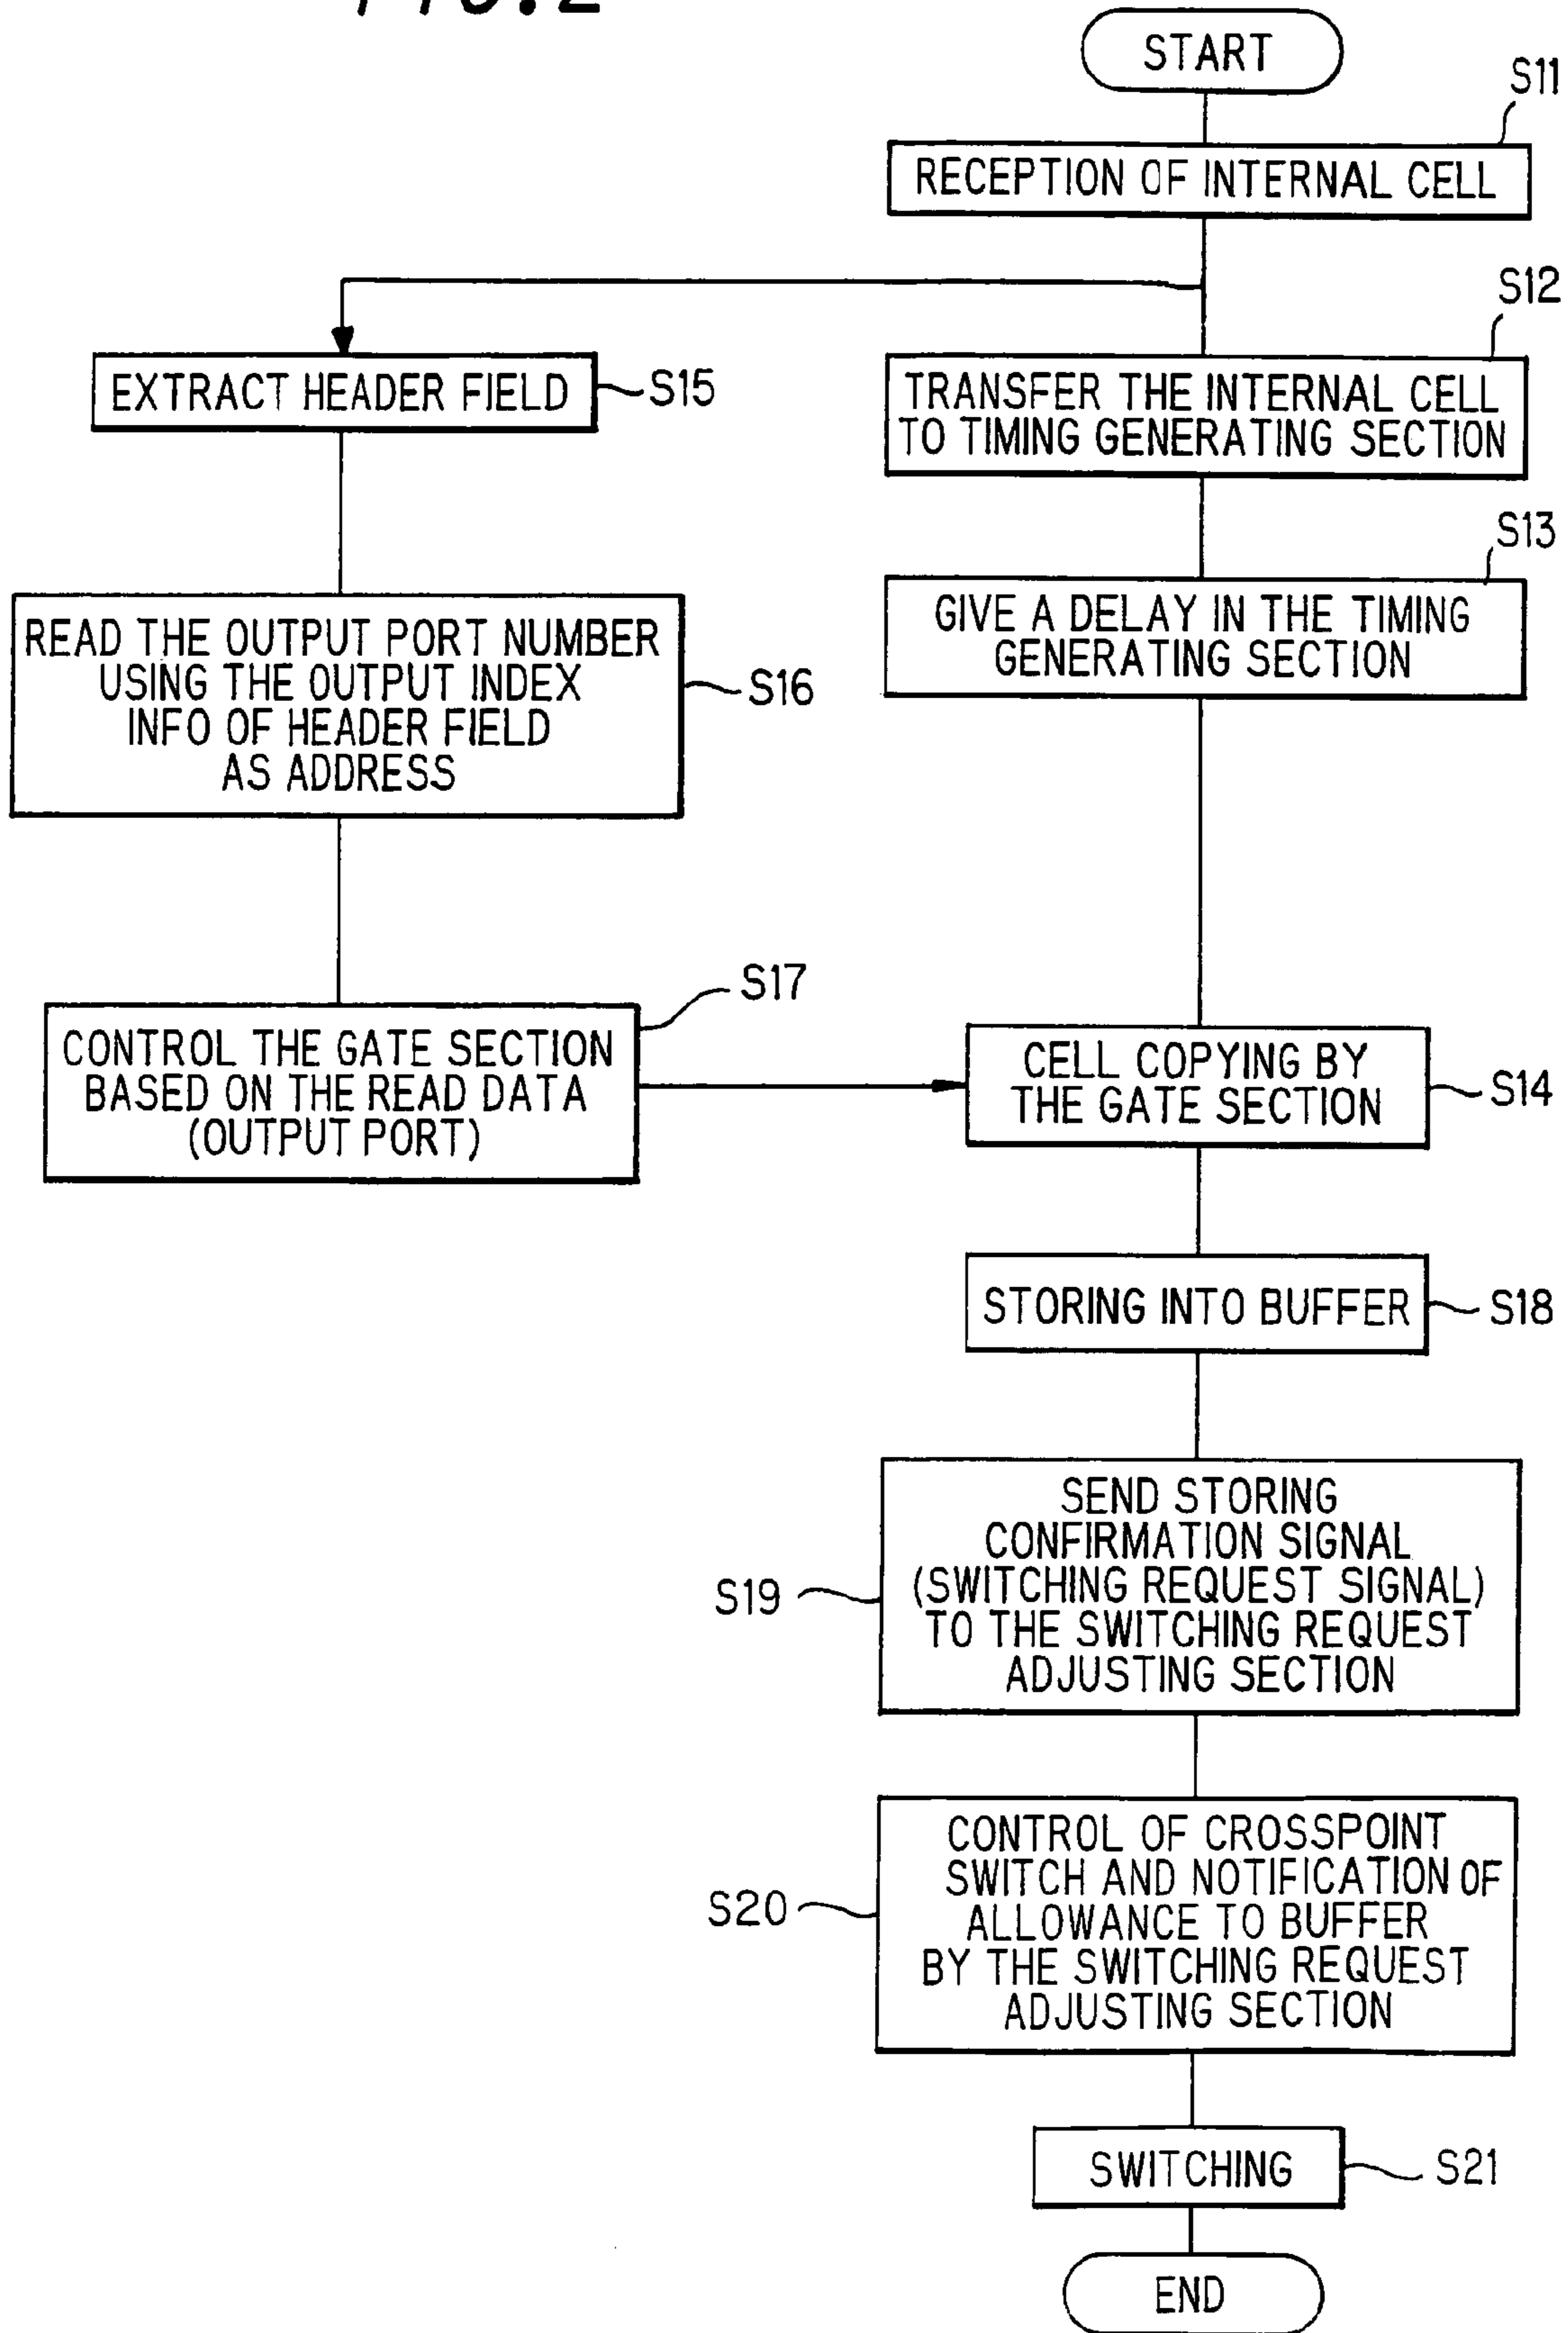 FIG.2
START
S11
RECEPTION OF INTERNAL CELL
S12
EXTRACT HEADER FIELD
S15
TRANSFER THE INTERNAL CELL
TO TIMING GENERATING SECTION
S13
READ THE OUTPUT PORT NUMBER
USING THE OUTPUT INDEX
INFO OF HEADER FIELD
AS ADDRESS
S16
GIVE A DELAY IN THE TIMING
GENERATING SECTION
S17
CONTROL THE GATE SECTION
BASED ON THE READ DATA
(OUTPUT PORT)
CELL COPYING BY
THE GATE SECTION
S14
STORING INTO BUFFER
S18
S19
SEND STORING
CONFIRMATION SIGNAL
(SWITCHING REQUEST SIGNAL)
TO THE SWITCHING REQUEST
ADJUSTING SECTION
S20
CONTROL OF CROSSPOINT
SWITCH AND NOTIFICATION OF
ALLOWANCE TO BUFFER
BY THE SWITCHING REQUEST
ADJUSTING SECTION
SWITCHING
S21
END